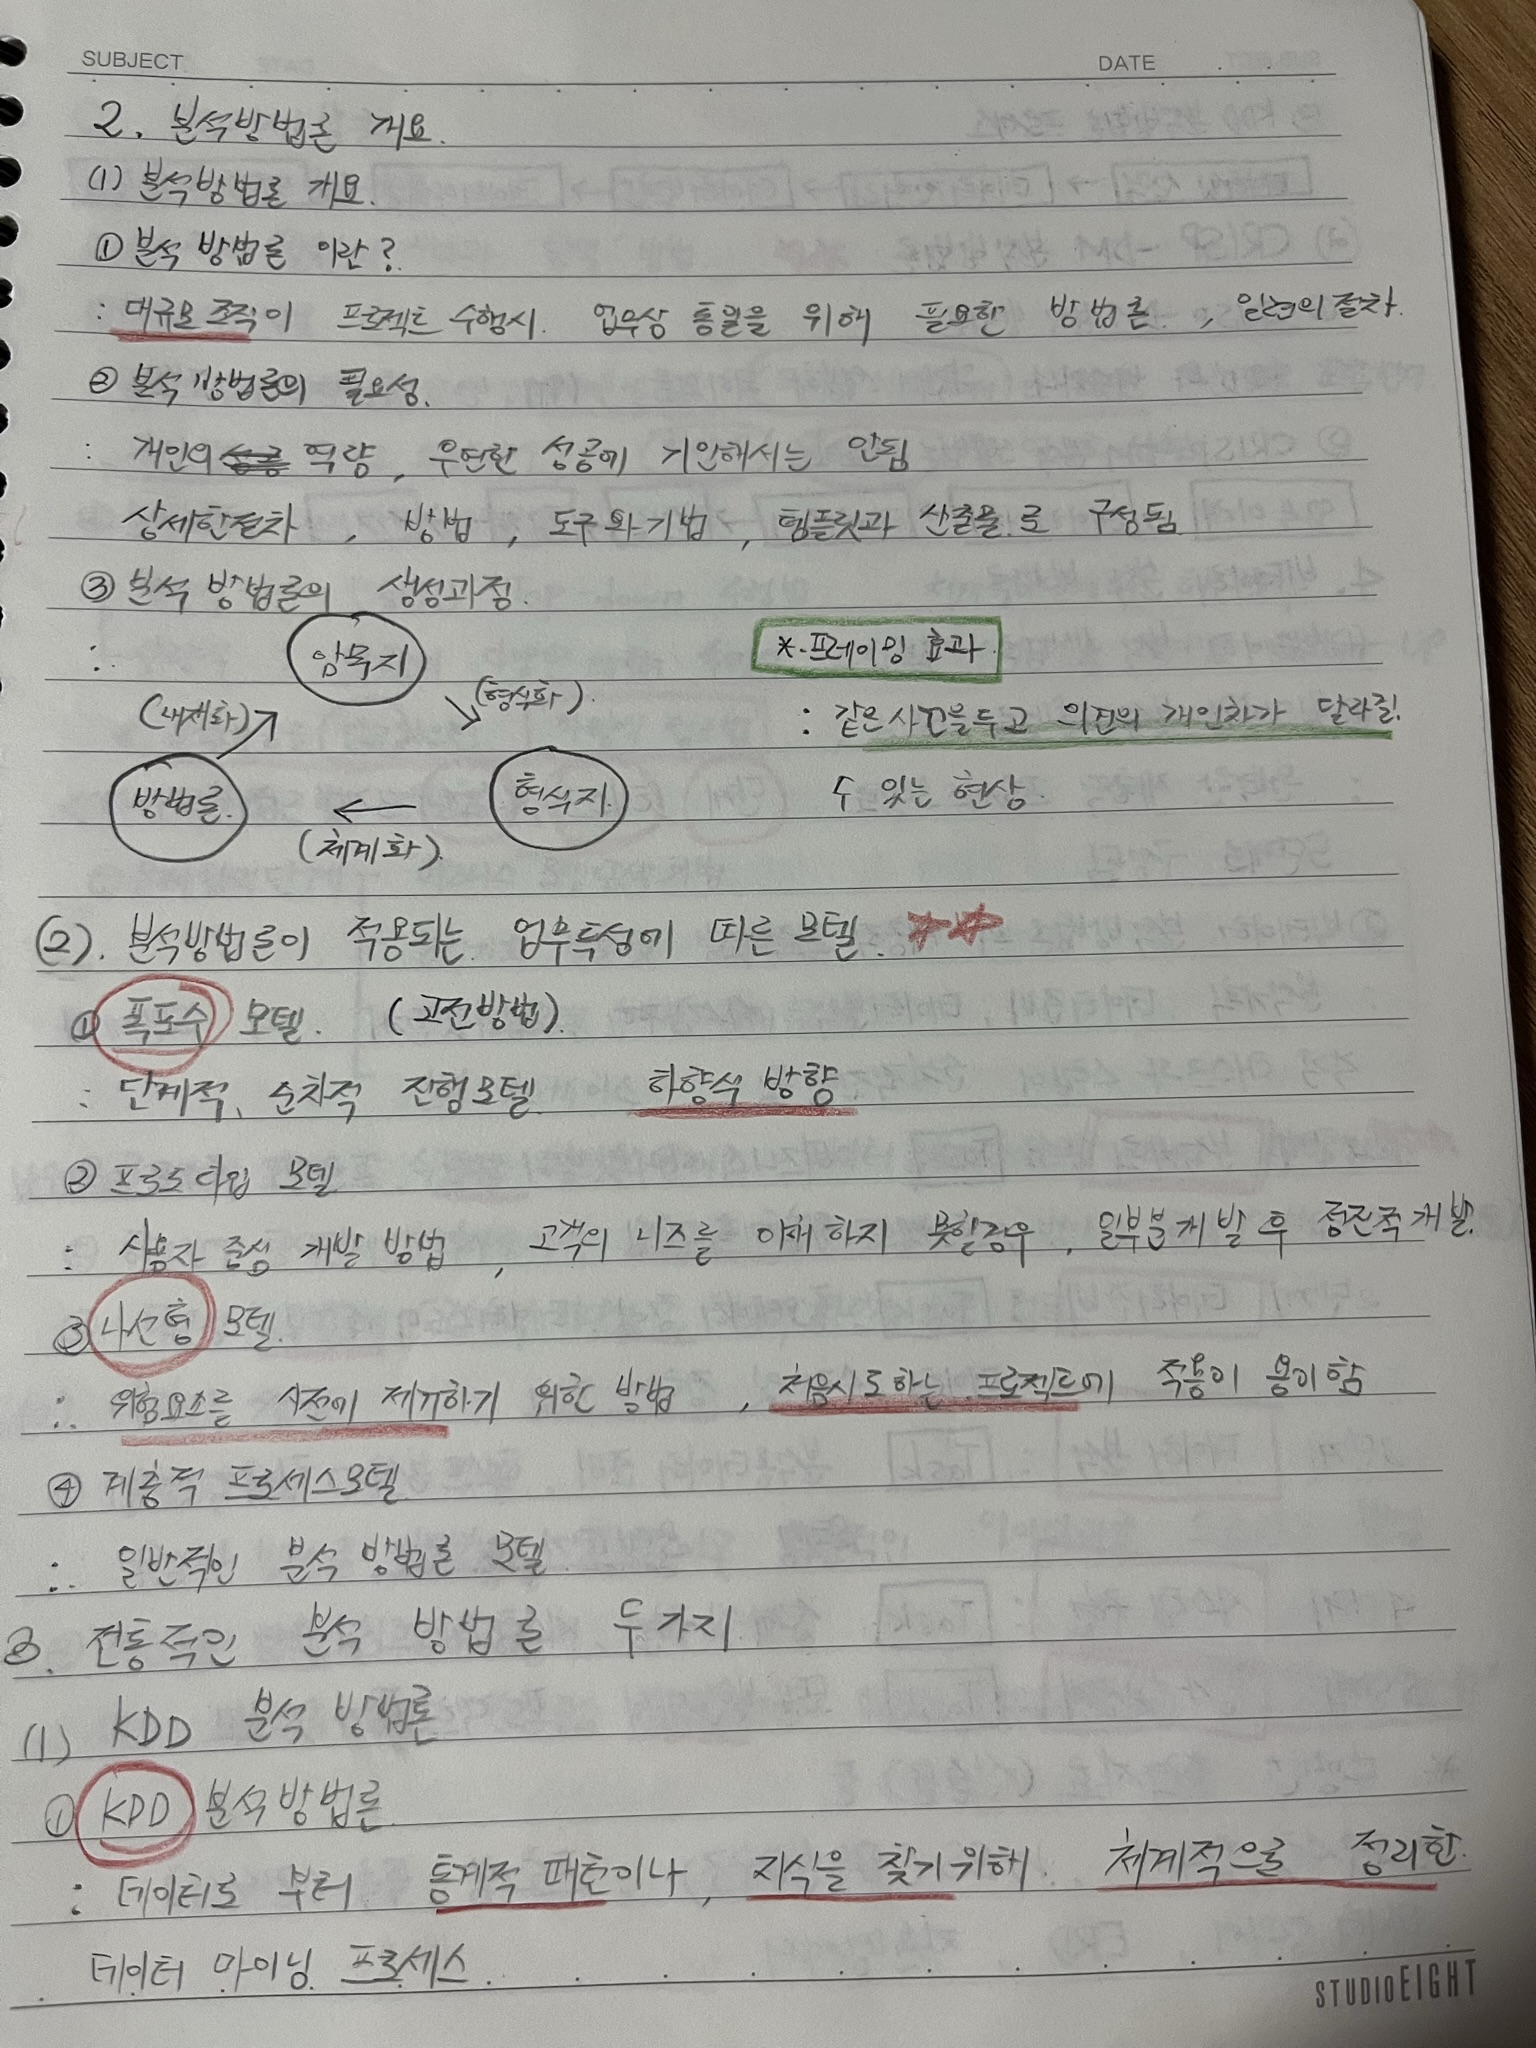 SUBJECT
DATE
2. 분석방법론 개요.
(1) 분석방법론 개요.
① 분석 방법론 이란?
: 대규모 조직이 프로젝트 수행시. 업무상 통일을 위해 필요한 방법론., 일련의절차.
② 분석 방법론의 필요성.
: 개인의 역량, 우연한 성공에 기인해서는 안됨
상세한절차, 방법, 도구와기법, 템플릿과 산출물로 구성됨
③ 분석 방법론의 생성과정.
:
암묵지
*.프레이밍 효과.
(내재화)
(형식화).
: 같은사건을두고 의견의 개인차가 달라질.
방법론.
형식지.
수 있는 현상.
(체계화).
(2). 분석방법론이 적용되는. 업무특성에 따른 모델. ★★
① 폭포수 모델. (고전방법).
: 단계적, 순차적 진행모델. 하향식 방향
② 프로토타입 모델
: 사용자 중심 개발 방법, 고객의 니즈를 이해하지 못할경우, 일부분개발 후 점진적개발.
③ 나선형 모델.
: 위험요소를 사전에 제거하기 위한 방법, 처음시도하는 프로젝트에 적용이 용이함
④ 계층적 프로세스모델
: 일반적인 분석 방법론 모델
3. 전통적인 분석 방법론 두가지
(1) KDD 분석 방법론
① KDD 분석방법론
: 데이터로 부터 통계적 패턴이나, 지식을 찾기위해. 체계적으로 정리한.
데이터 마이닝 프로세스.
STUDIOEIGHT